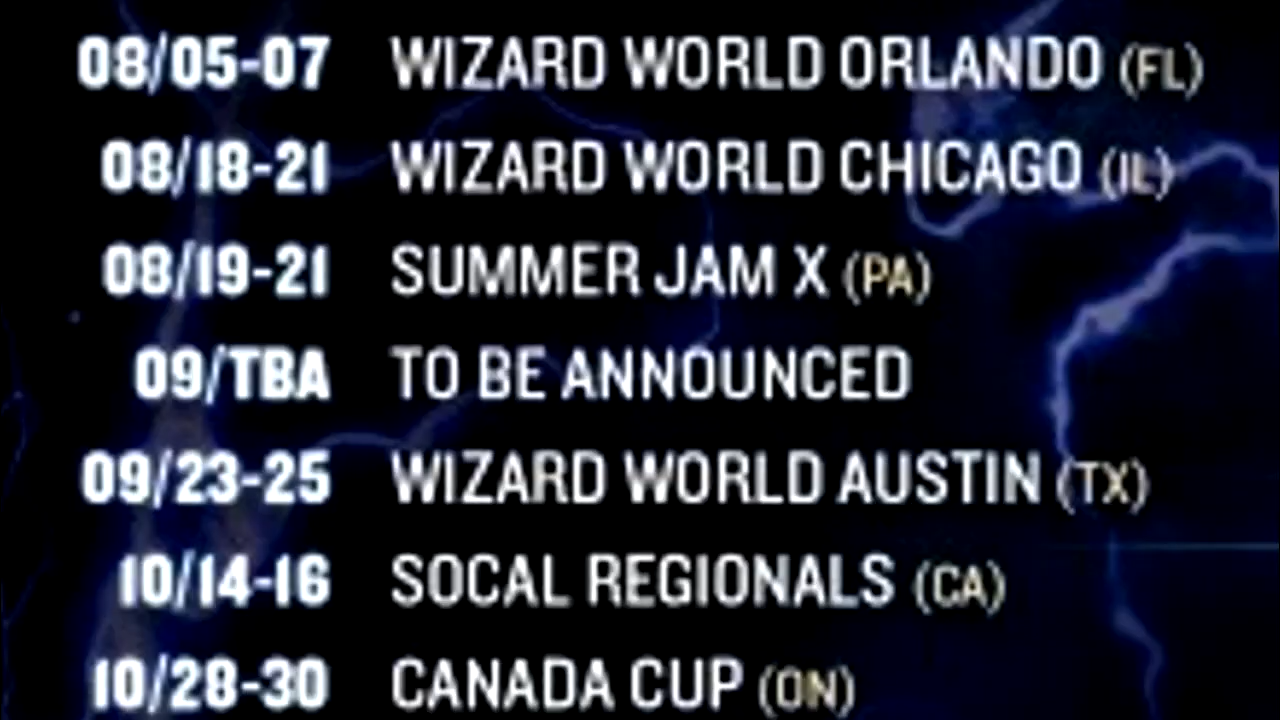 08/05-07 WIZARD WORLD ORLANDO (FL)
08/18-21 WIZARD WORLD CHICAGO (IL)
08/19-21 SUMMER JAM X (PA)
09/TBA TO BE ANNOUNCED
09/23-25 WIZARD WORLD AUSTIN (TX)
10/14-16 SOCAL REGIONALS (CA)
10/28-30 CANADA CUP (ON)